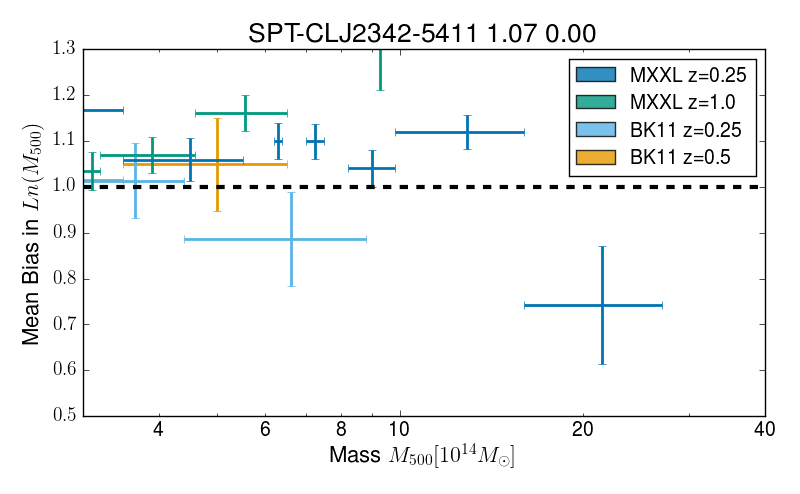 SPT-CLJ2342-5411 1.07 0.00
1.3
1.2
1.1
1.0
0.9
0.8
0.7
0.6
0.5
Mean Bias in Ln(M500)
MXXL z=0.25
MXXL z=1.0
BK11 z=0.25
BK11 z=0.5
4 6 8 10 20 40
Mass M500[10^14 M⊙]